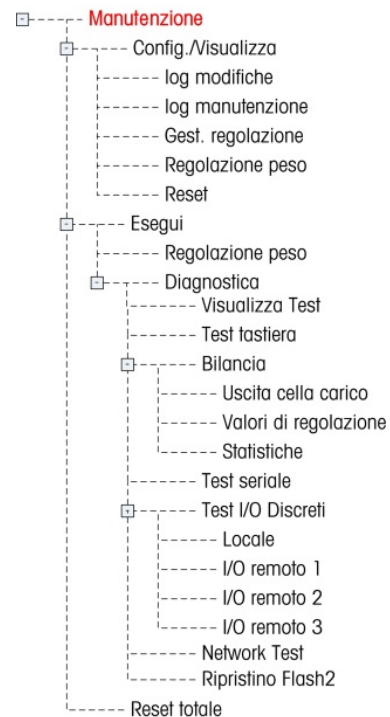 Manutenzione
Config./Visualizza
log modifiche
log manutenzione
Gest. regolazione
Regolazione peso
Reset
Esegui
Regolazione peso
Diagnostica
Visualizza Test
Test tastiera
Bilancia
Uscita cella carico
Valori di regolazione
Statistiche
Test seriale
Test I/O Discreti
Locale
I/O remoto 1
I/O remoto 2
I/O remoto 3
Network Test
Ripristino Flash2
Reset totale